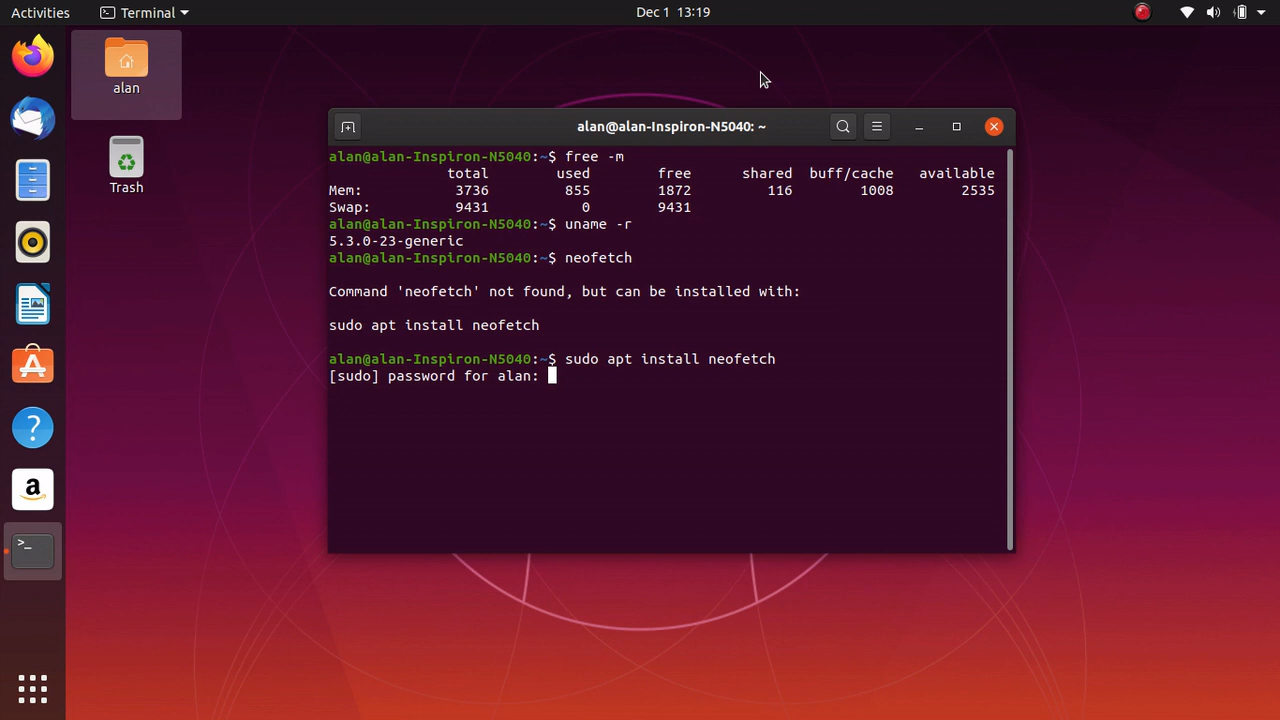 Activities
Terminal
Dec 1 13:19
alan
Trash
alan@alan-Inspiron-N5040: ~
alan@alan-Inspiron-N5040:~$ free -m
total used free shared buff/cache available
Mem: 3736 855 1872 116 1008 2535
Swap: 9431 0 9431
alan@alan-Inspiron-N5040:~$ uname -r
5.3.0-23-generic
alan@alan-Inspiron-N5040:~$ neofetch
Command 'neofetch' not found, but can be installed with:
sudo apt install neofetch
alan@alan-Inspiron-N5040:~$ sudo apt install neofetch
[sudo] password for alan: